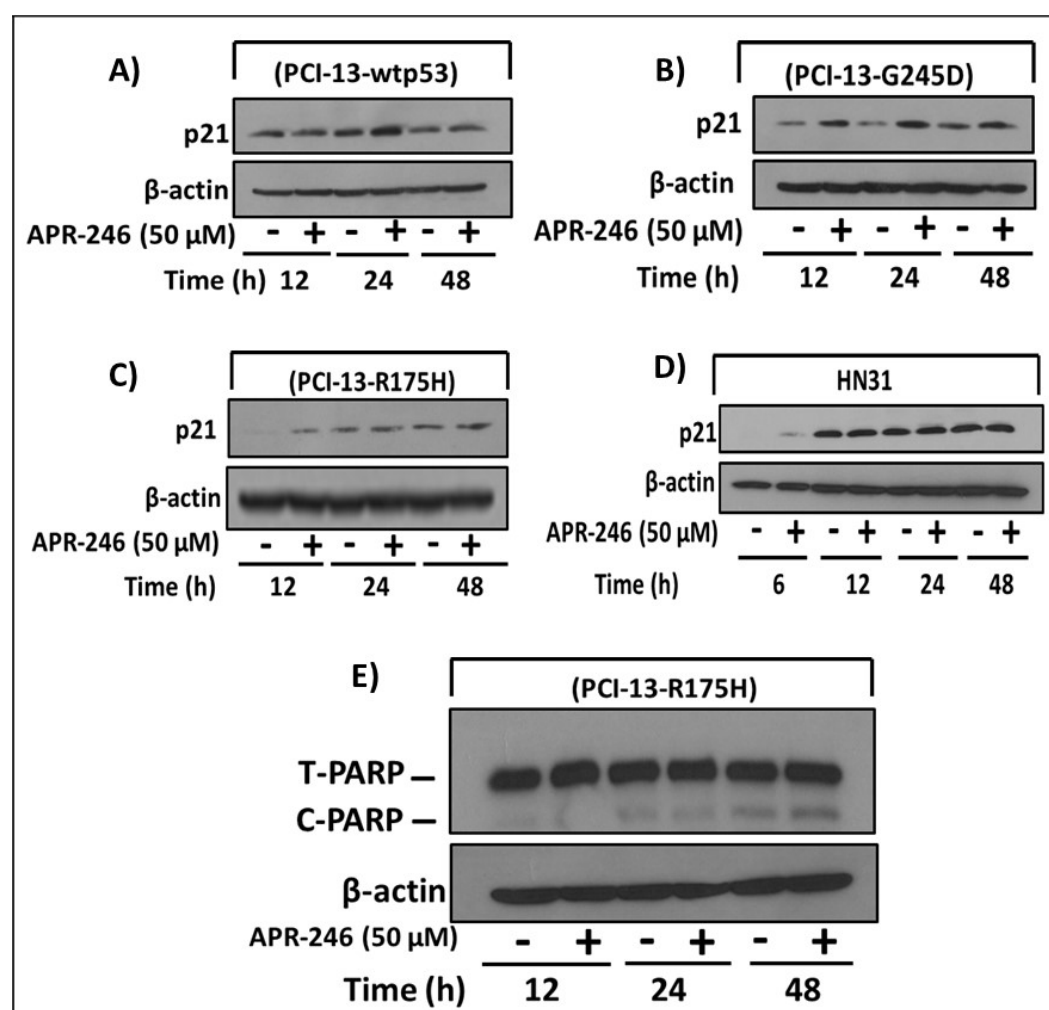 A)
(PCI-13-wtp53)
p21
β-actin
APR-246 (50 µM) - + - + - +
Time (h) 12 24 48
B)
(PCI-13-G245D)
p21
β-actin
APR-246 (50 µM) - + - + - +
Time (h) 12 24 48
C)
(PCI-13-R175H)
p21
β-actin
APR-246 (50 µM) - + - + - +
Time (h) 12 24 48
D)
HN31
p21
β-actin
APR-246 (50 µM) - + - + - + - +
Time (h) 6 12 24 48
E)
(PCI-13-R175H)
T-PARP –
C-PARP –
β-actin
APR-246 (50 µM) - + - + - +
Time (h) 12 24 48